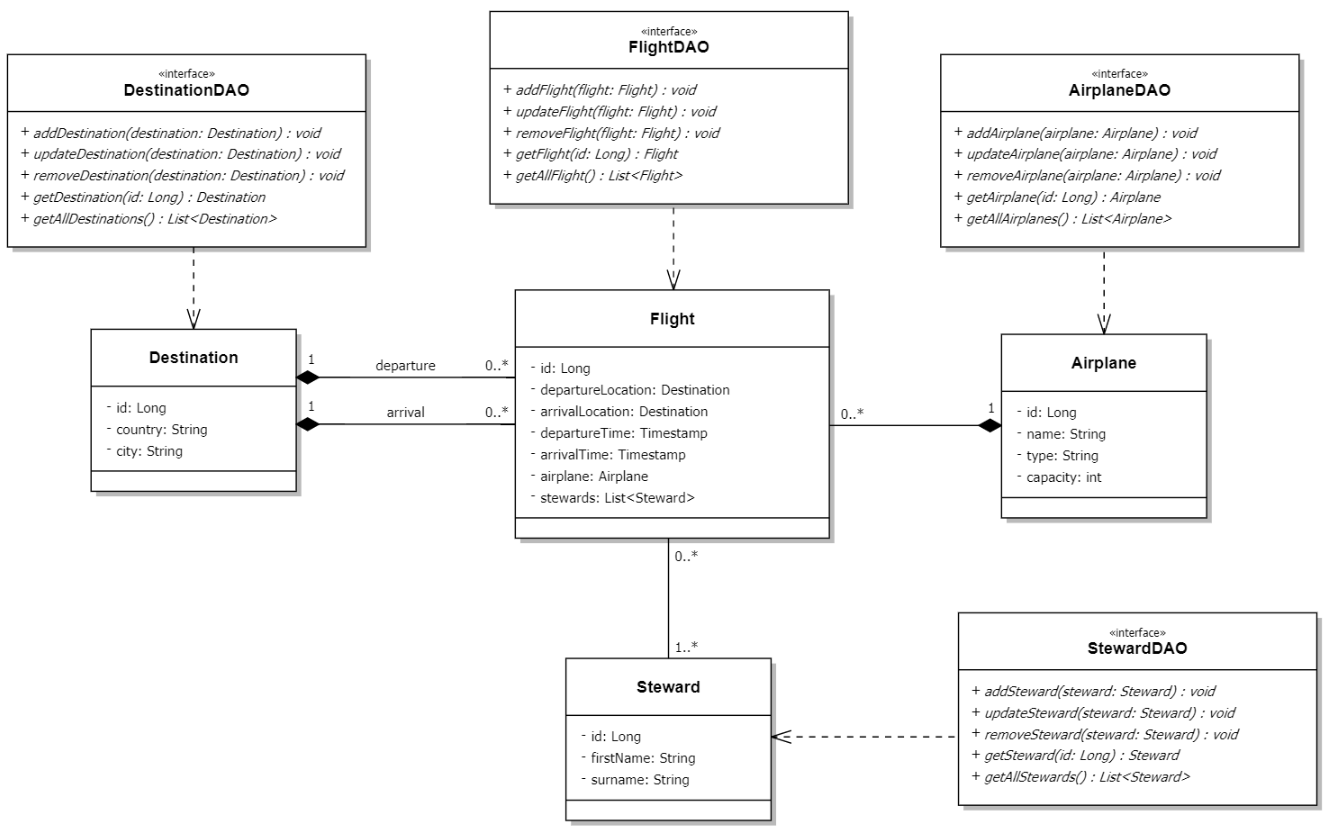 «interface»
DestinationDAO
+ addDestination(destination: Destination) : void
+ updateDestination(destination: Destination) : void
+ removeDestination(destination: Destination) : void
+ getDestination(id: Long) : Destination
+ getAllDestinations() : List<Destination>
«interface»
FlightDAO
+ addFlight(flight: Flight) : void
+ updateFlight(flight: Flight) : void
+ removeFlight(flight: Flight) : void
+ getFlight(id: Long) : Flight
+ getAllFlight() : List<Flight>
«interface»
AirplaneDAO
+ addAirplane(airplane: Airplane) : void
+ updateAirplane(airplane: Airplane) : void
+ removeAirplane(airplane: Airplane) : void
+ getAirplane(id: Long) : Airplane
+ getAllAirplanes() : List<Airplane>
Destination
- id: Long
- country: String
- city: String
1
departure
0..*
1
arrival
0..*
Flight
- id: Long
- departureLocation: Destination
- arrivalLocation: Destination
- departureTime: Timestamp
- arrivalTime: Timestamp
- airplane: Airplane
- stewards: List<Steward>
0..*
1
Airplane
- id: Long
- name: String
- type: String
- capacity: int
0..*
1..*
Steward
- id: Long
- firstName: String
- surname: String
«interface»
StewardDAO
+ addSteward(steward: Steward) : void
+ updateSteward(steward: Steward) : void
+ removeSteward(steward: Steward) : void
+ getSteward(id: Long) : Steward
+ getAllStewards() : List<Steward>